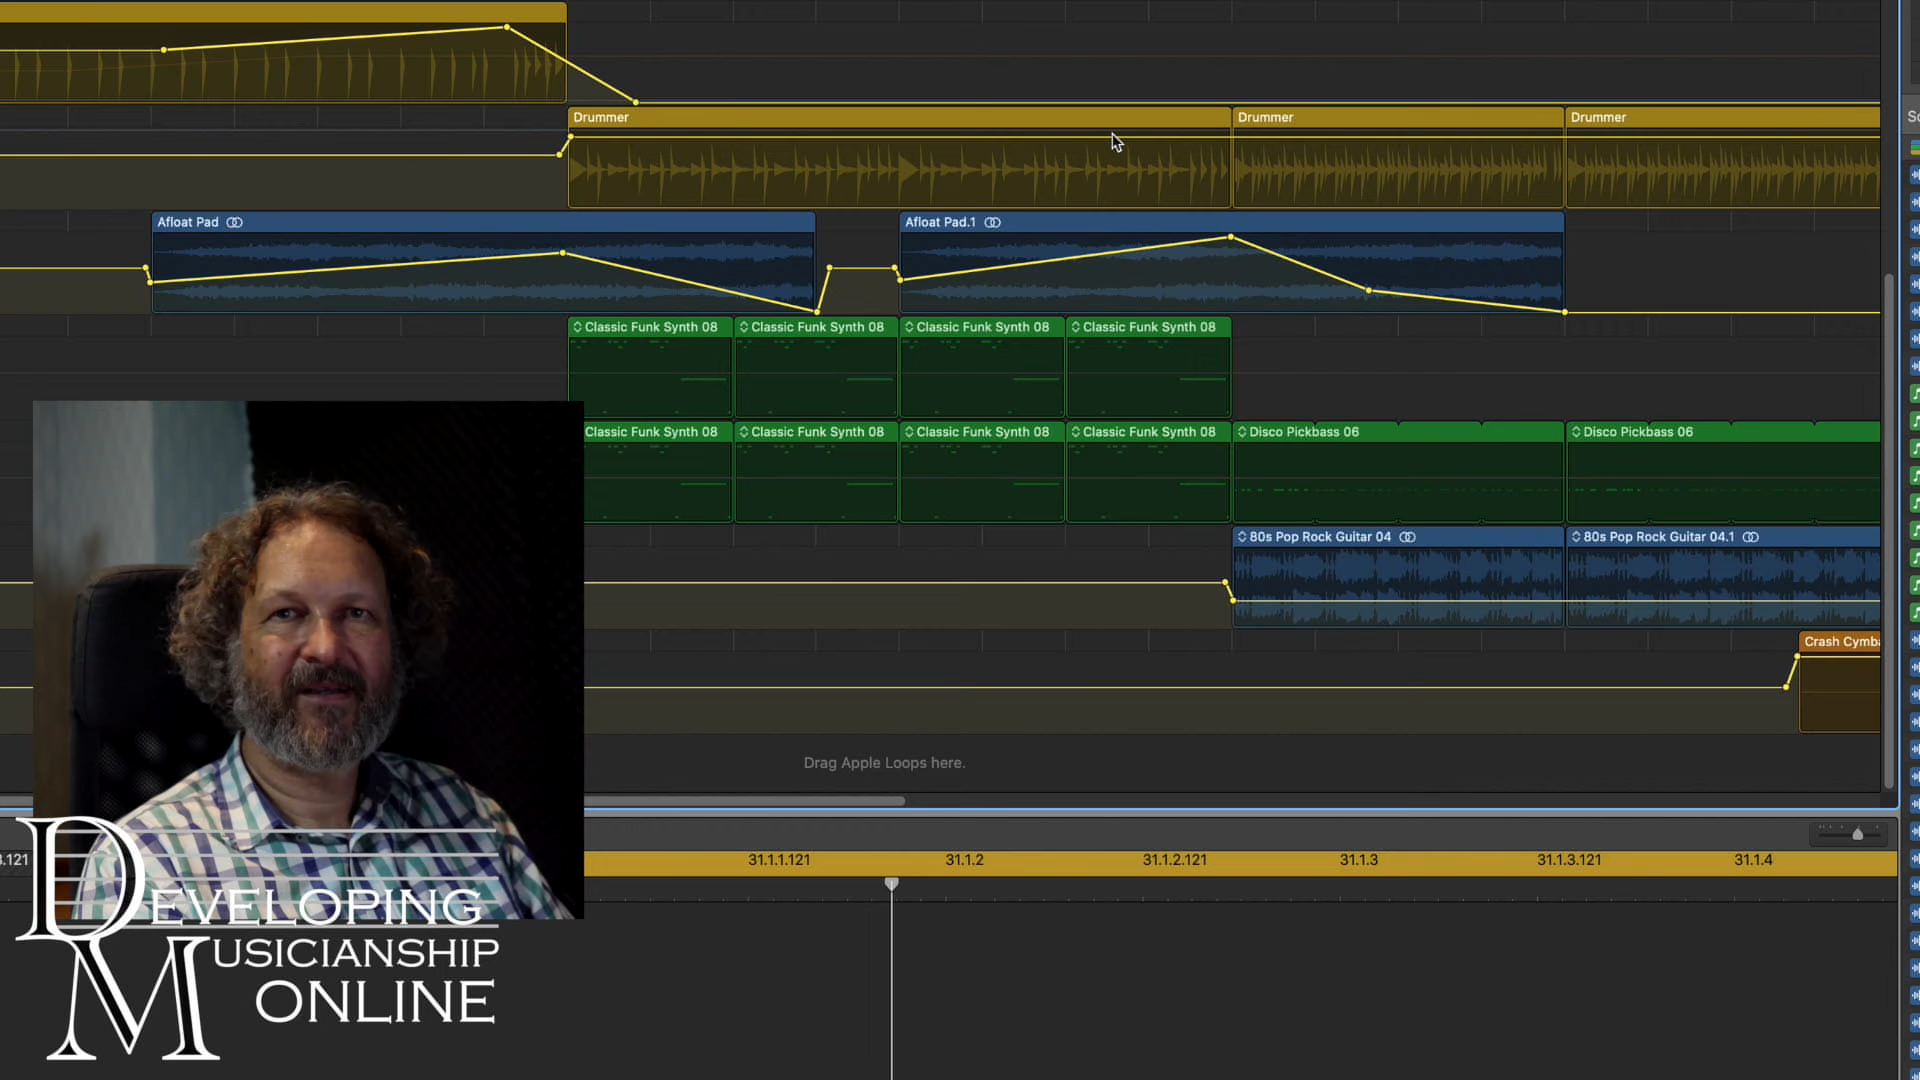 Drummer
Drummer
Drummer
Afloat Pad
Afloat Pad.1
Classic Funk Synth 08
Classic Funk Synth 08
Classic Funk Synth 08
Classic Funk Synth 08
Classic Funk Synth 08
Classic Funk Synth 08
Classic Funk Synth 08
Classic Funk Synth 08
Disco Pickbass 06
Disco Pickbass 06
80s Pop Rock Guitar 04
80s Pop Rock Guitar 04.1
Crash Cymba
Drag Apple Loops here.
3.121
31.1.1.121
31.1.2
31.1.2.121
31.1.3
31.1.3.121
31.1.4
DEVELOPING
MUSICIANSHIP
ONLINE